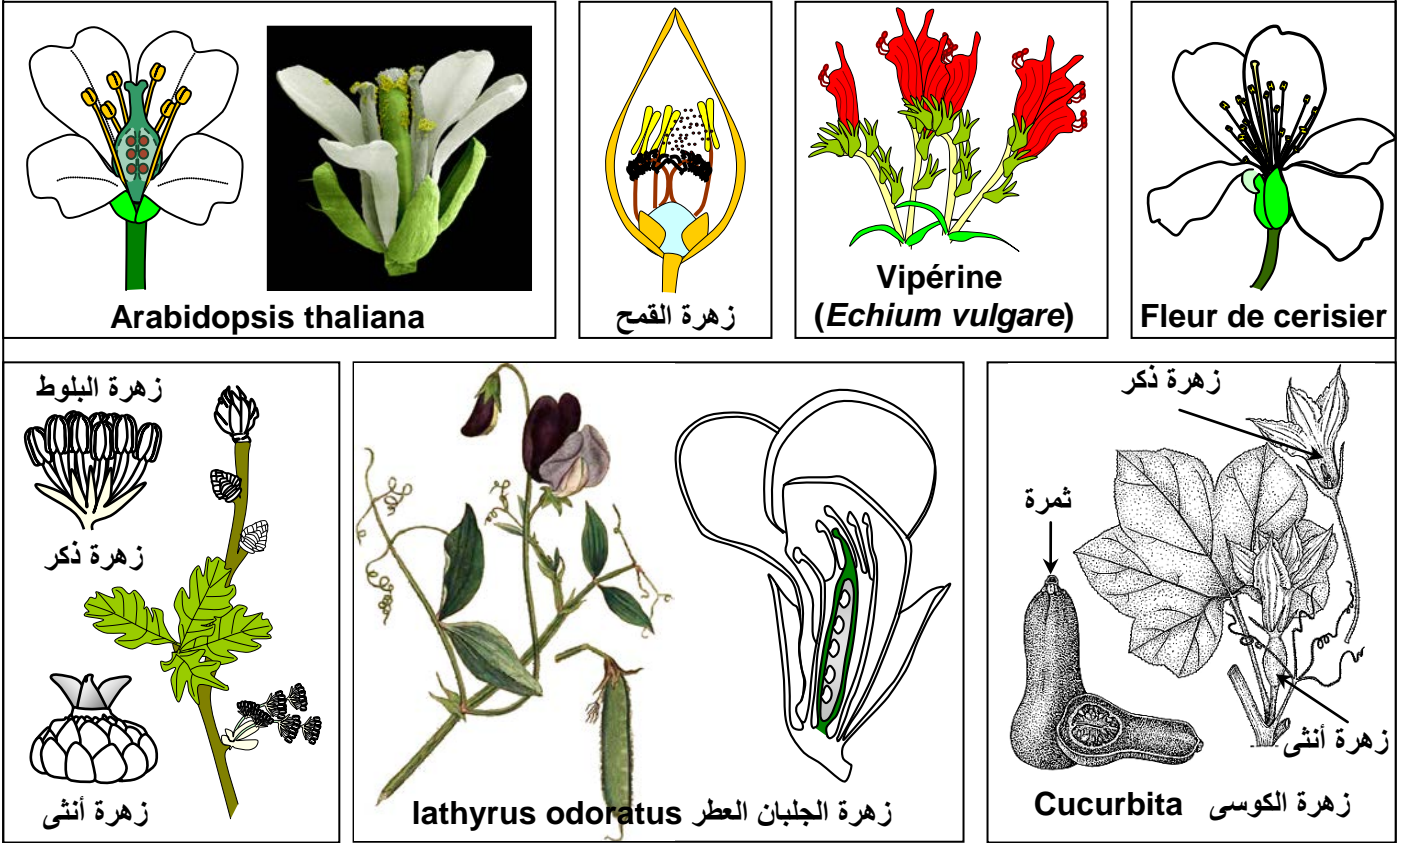 Arabidopsis thaliana
زهرة القمح
Vipérine
(Echium vulgare)
Fleur de cerisier
زهرة البلوط
زهرة ذكر
زهرة أنثى
lathyrus odoratus زهرة الجلبان العطر
زهرة ذكر
ثمرة
زهرة أنثى
Cucurbita زهرة الكوسى